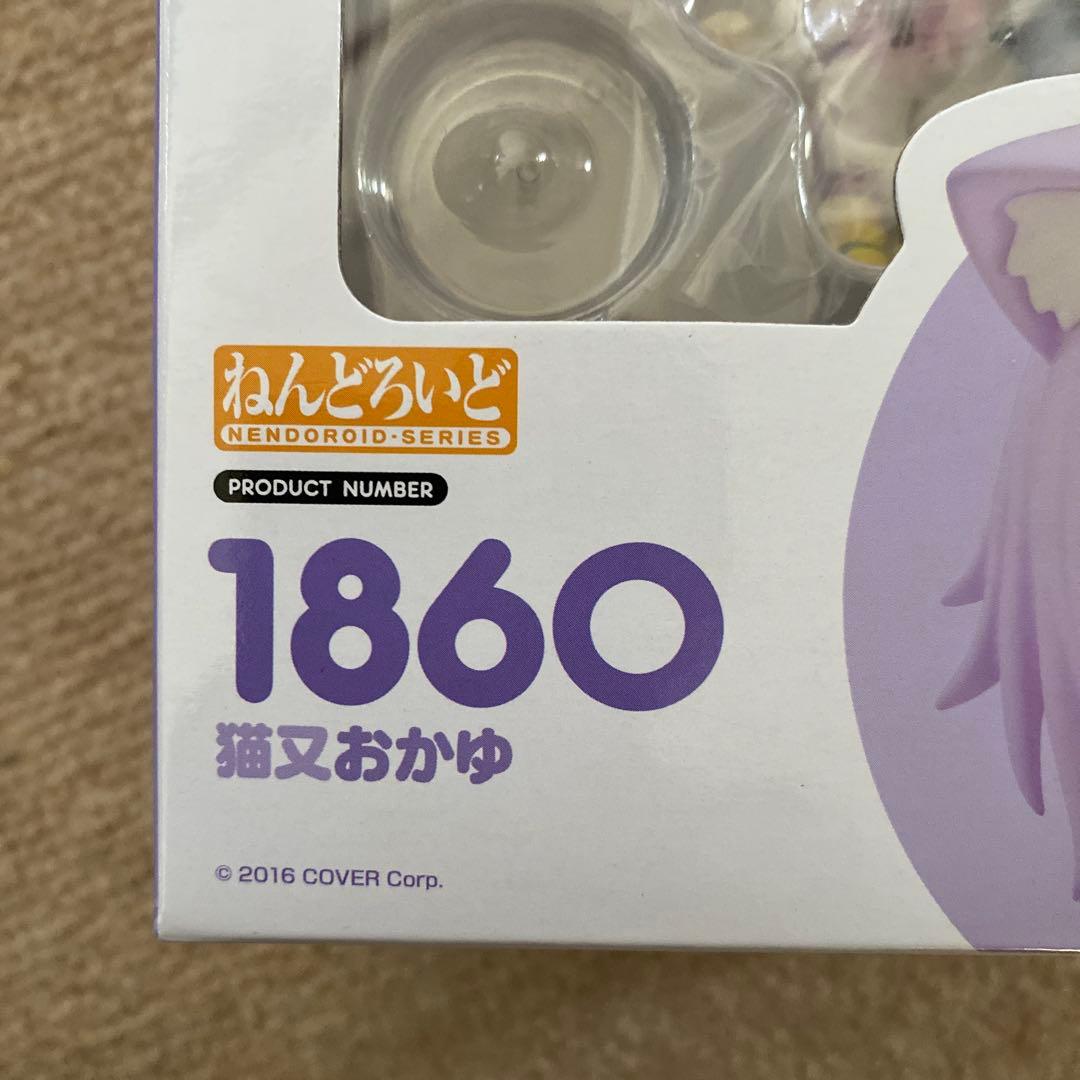 ねんどろいど
NENDOROID·SERIES
PRODUCT NUMBER
1860
猫又おかゆ
© 2016 COVER Corp.